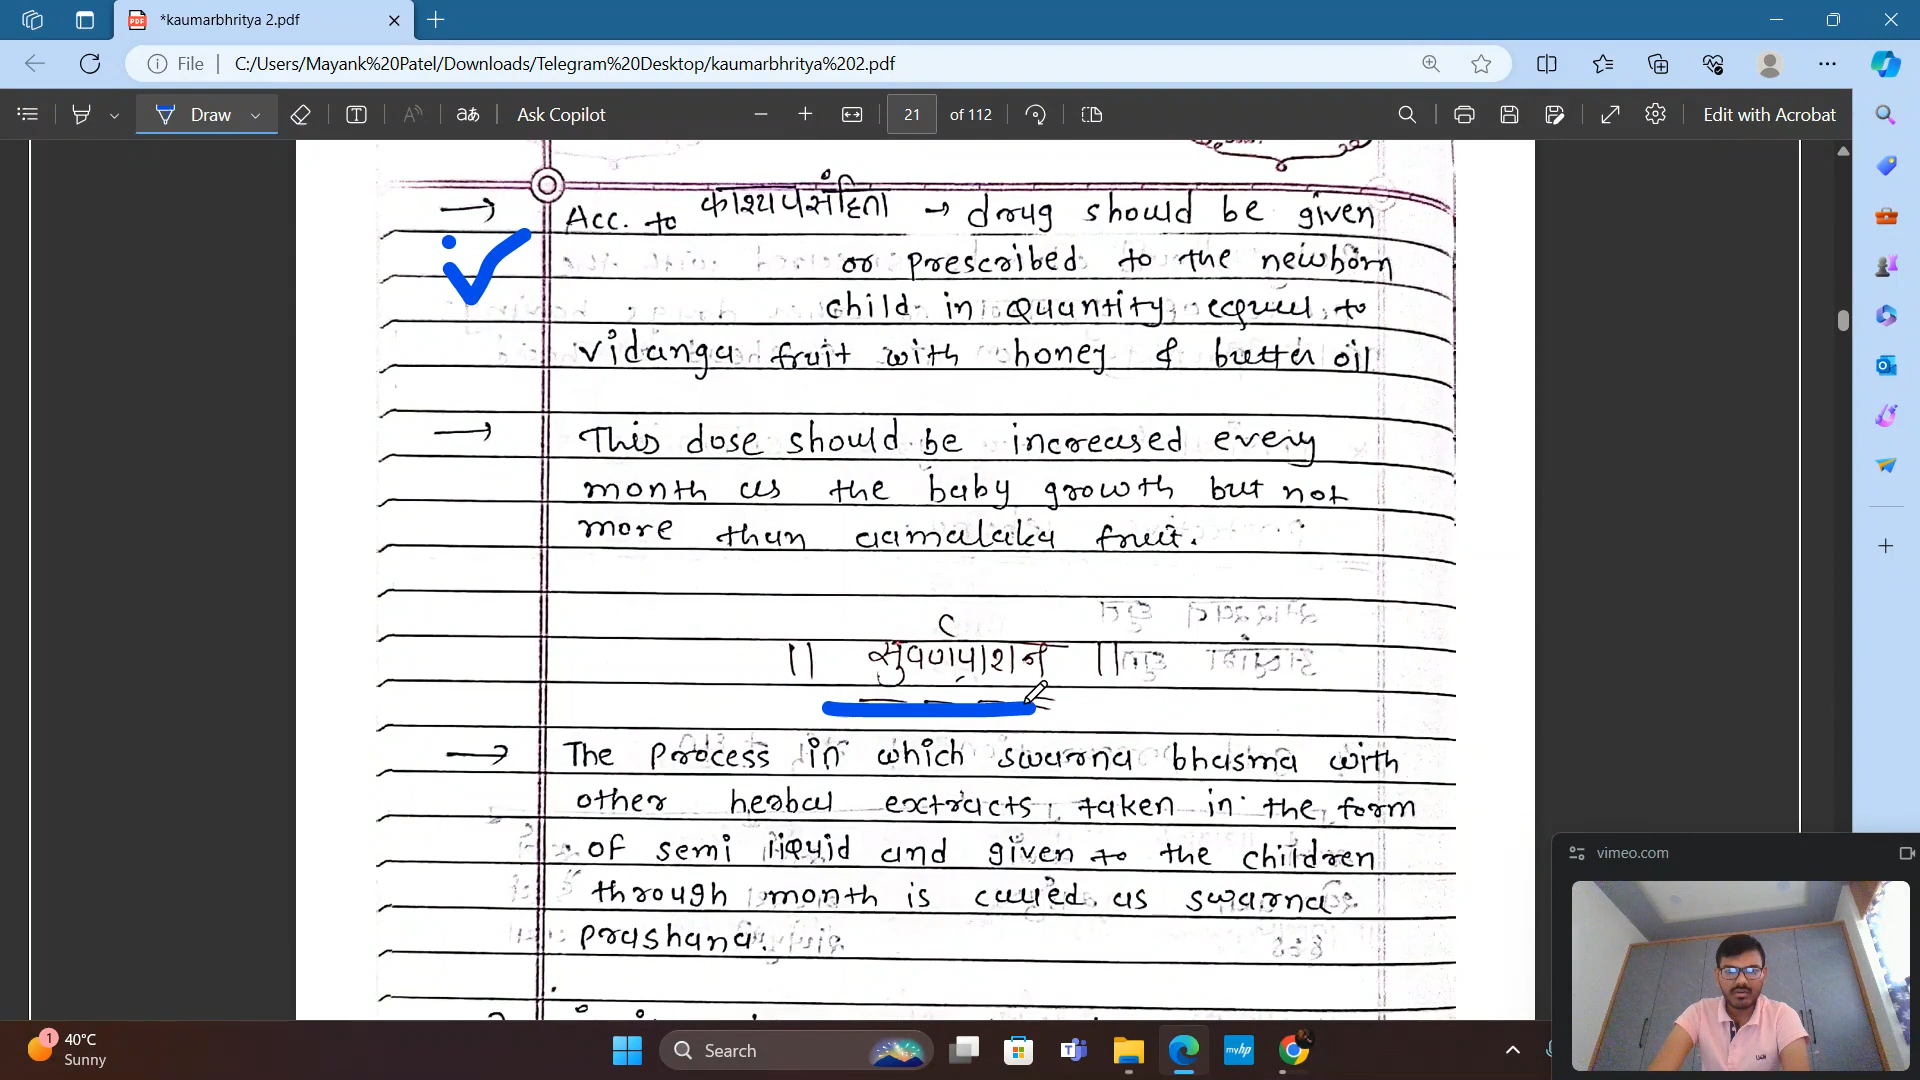 *kaumarbhritya 2.pdf
File
C:/Users/Mayank%20Patel/Downloads/Telegram%20Desktop/kaumarbhritya%202.pdf
Draw
aあ
Ask Copilot
21 of 112
Edit with Acrobat
→ Acc. to काश्यपसंहिता → drug should be given
or prescribed to the newborn
child in Quantity equal to
vidanga fruit with honey & butter oil
→ This dose should be increased every
month as the baby growth but not
more than aamalaka fruit.
|| सुवर्णप्राशन ||
→ The process in which swarna bhasma with
other herbal extracts, taken in the form
of semi liquid and given to the children
through month is called as swarna
prashana.
vimeo.com
1
40°C
Sunny
Search
myhp